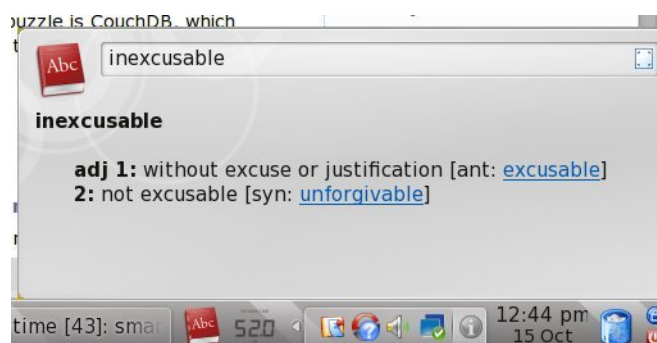 puzzle is CouchDB, which
Abc
inexcusable
inexcusable
adj 1: without excuse or justification [ant: excusable]
2: not excusable [syn: unforgivable]
time [43]: smar
Abc
520
12:44 pm
15 Oct